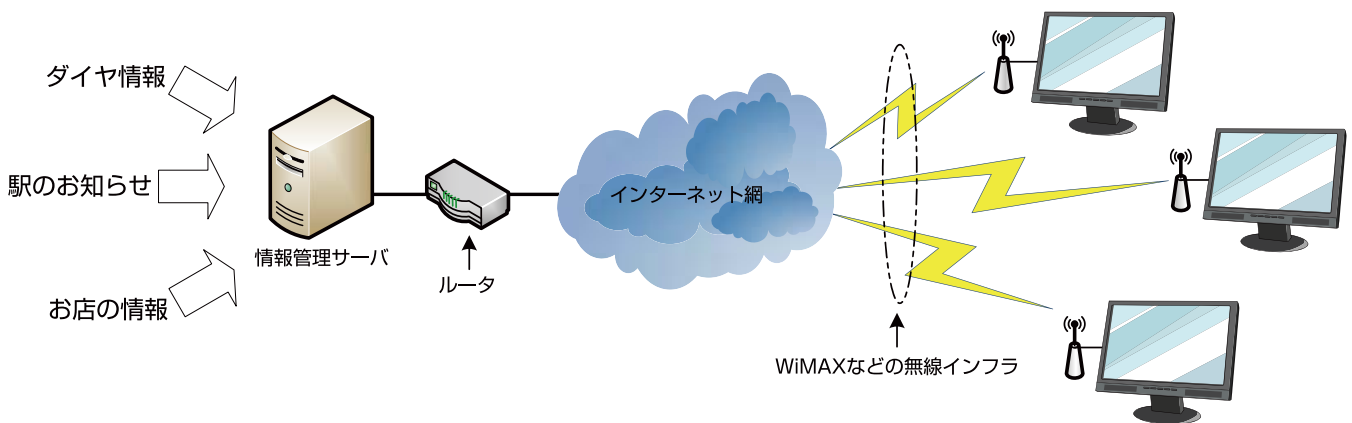 ダイヤ情報
駅のお知らせ
お店の情報
情報管理サーバ
ルータ
インターネット網
WiMAXなどの無線インフラ